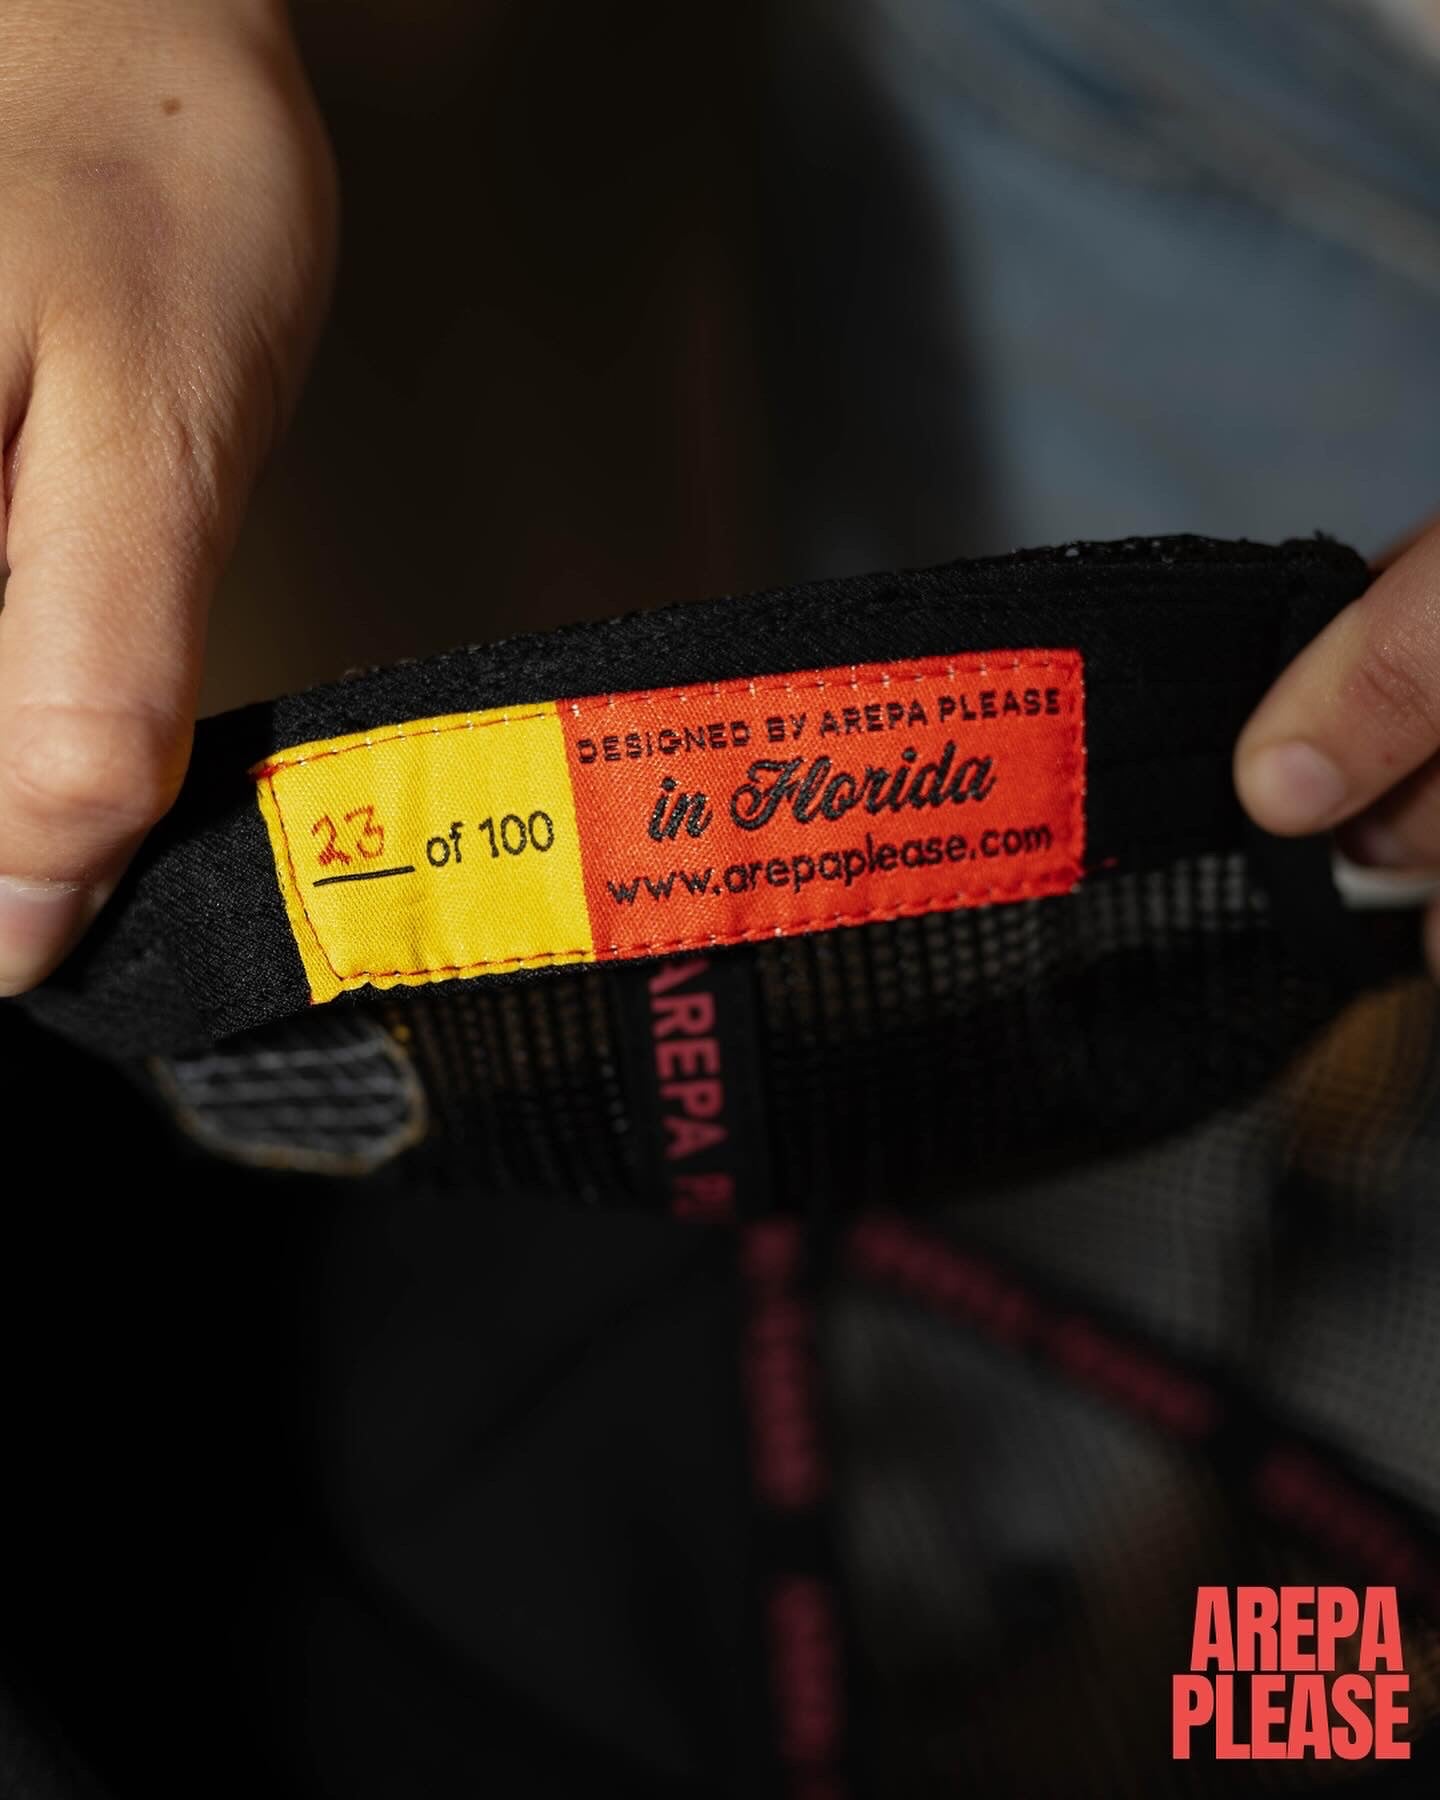 23 of 100
DESIGNED BY AREPA PLEASE
in Florida
www.arepaplease.com
AREPA
AREPA
PLEASE